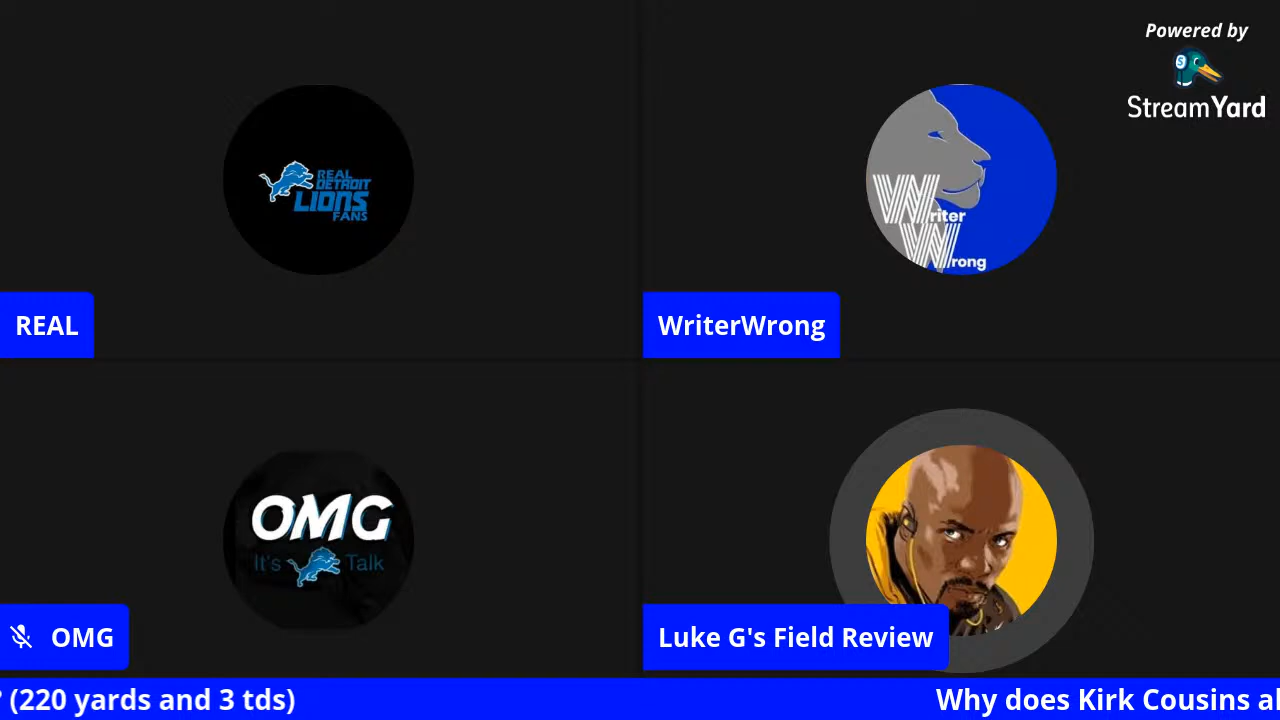 Powered by
StreamYard
REAL
DETROIT
LIONS
FANS
REAL
Writer
Wrong
WriterWrong
OMG
It's Talk
OMG
Luke G's Field Review
? (220 yards and 3 tds)
Why does Kirk Cousins al